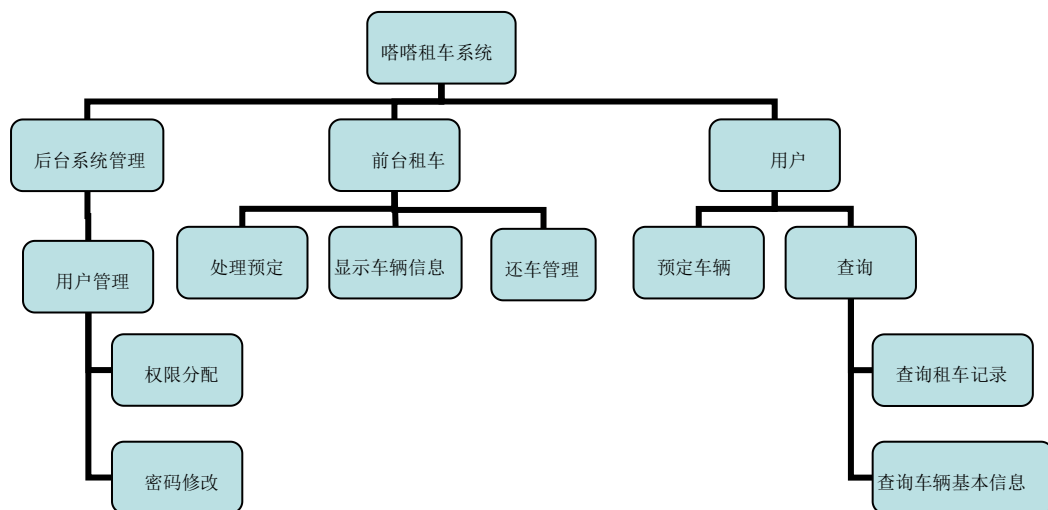 嗒嗒租车系统
后台系统管理
前台租车
用户
用户管理
处理预定
显示车辆信息
还车管理
预定车辆
查询
权限分配
查询租车记录
密码修改
查询车辆基本信息